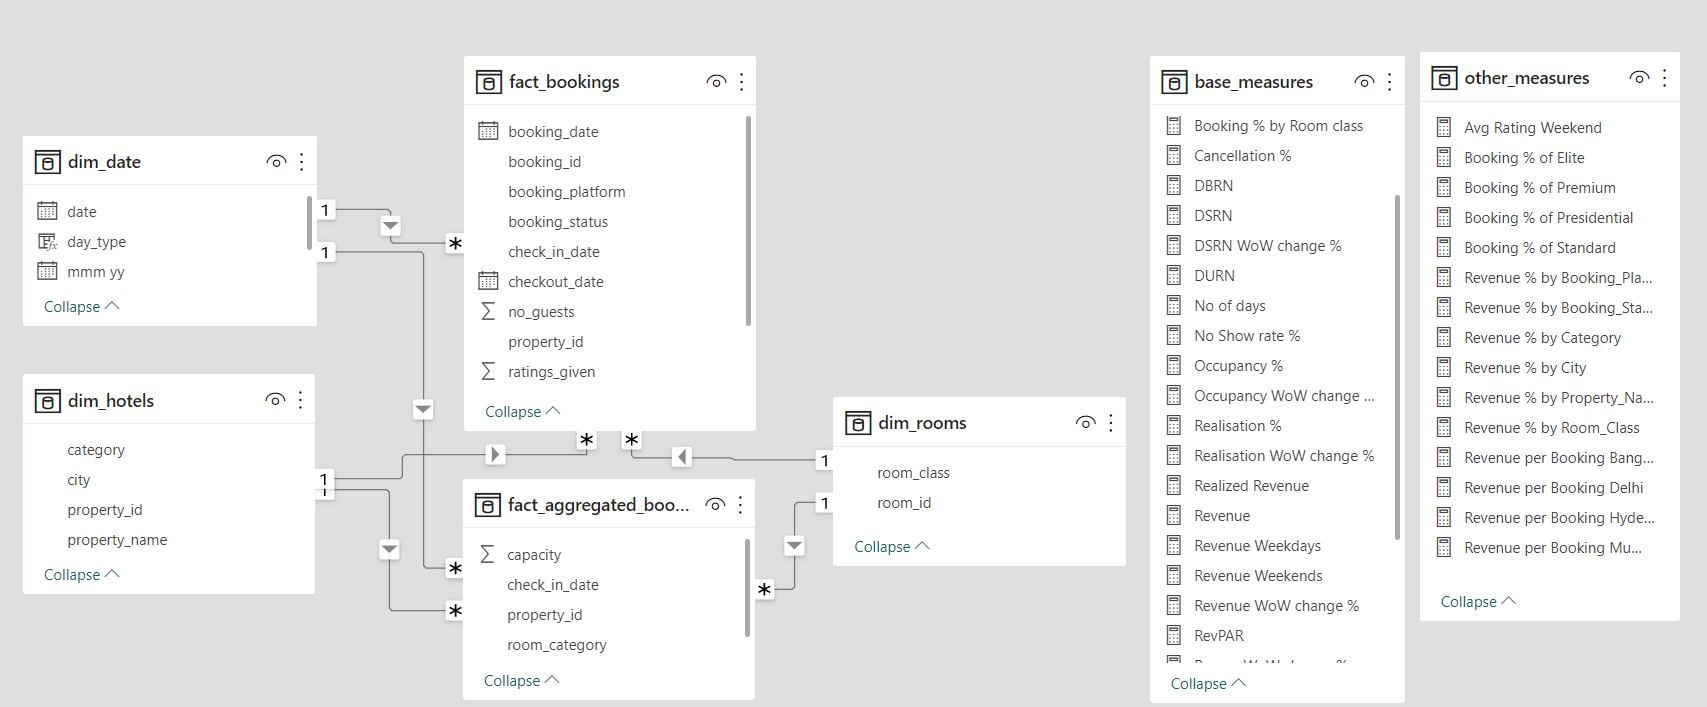 dim_date
date
day_type
mmm yy
Collapse
dim_hotels
category
city
property_id
property_name
Collapse
fact_bookings
booking_date
booking_id
booking_platform
booking_status
check_in_date
checkout_date
no_guests
property_id
ratings_given
Collapse
fact_aggregated_boo...
capacity
check_in_date
property_id
room_category
Collapse
dim_rooms
room_class
room_id
Collapse
base_measures
Booking % by Room class
Cancellation %
DBRN
DSRN
DSRN WoW change %
DURN
No of days
No Show rate %
Occupancy %
Occupancy WoW change ...
Realisation %
Realisation WoW change %
Realized Revenue
Revenue
Revenue Weekdays
Revenue Weekends
Revenue WoW change %
RevPAR
Collapse
other_measures
Avg Rating Weekend
Booking % of Elite
Booking % of Premium
Booking % of Presidential
Booking % of Standard
Revenue % by Booking_Pla...
Revenue % by Booking_Sta...
Revenue % by Category
Revenue % by City
Revenue % by Property_Na...
Revenue % by Room_Class
Revenue per Booking Bang...
Revenue per Booking Delhi
Revenue per Booking Hyde...
Revenue per Booking Mu...
Collapse
1
*
1
*
1
*
1
*
1
*
1
*